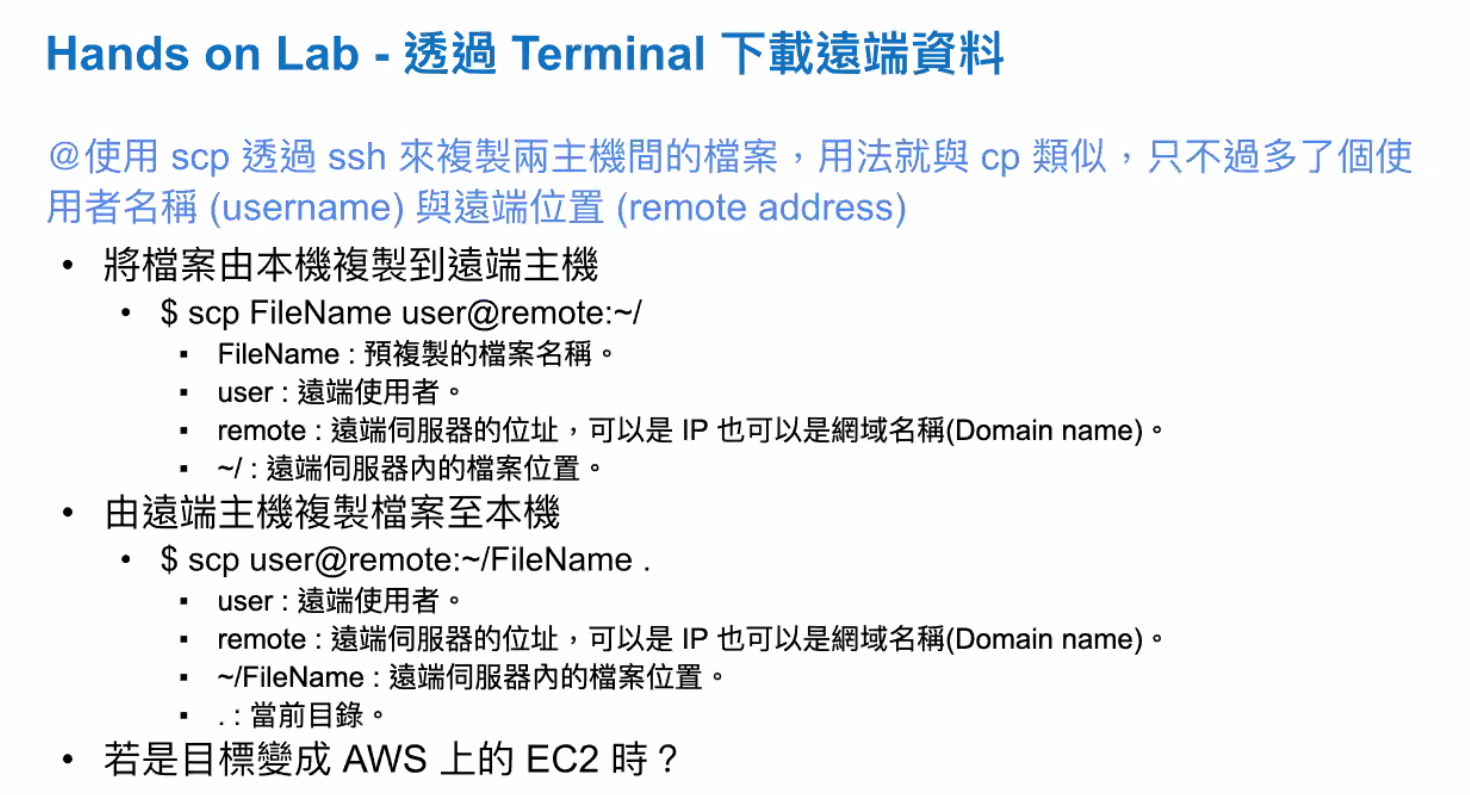 Hands on Lab - 透過 Terminal 下載遠端資料
@使用 scp 透過 ssh 來複製兩主機間的檔案，用法就與 cp 類似，只不過多了個使
用者名稱 (username) 與遠端位置 (remote address)
• 將檔案由本機複製到遠端主機
• $ scp FileName user@remote:~/
▪ FileName : 預複製的檔案名稱。
▪ user : 遠端使用者。
▪ remote : 遠端伺服器的位址，可以是 IP 也可以是網域名稱(Domain name)。
▪ ~/ : 遠端伺服器內的檔案位置。
• 由遠端主機複製檔案至本機
• $ scp user@remote:~/FileName .
▪ user : 遠端使用者。
▪ remote : 遠端伺服器的位址，可以是 IP 也可以是網域名稱(Domain name)。
▪ ~/FileName : 遠端伺服器內的檔案位置。
▪ . : 當前目錄。
• 若是目標變成 AWS 上的 EC2 時？